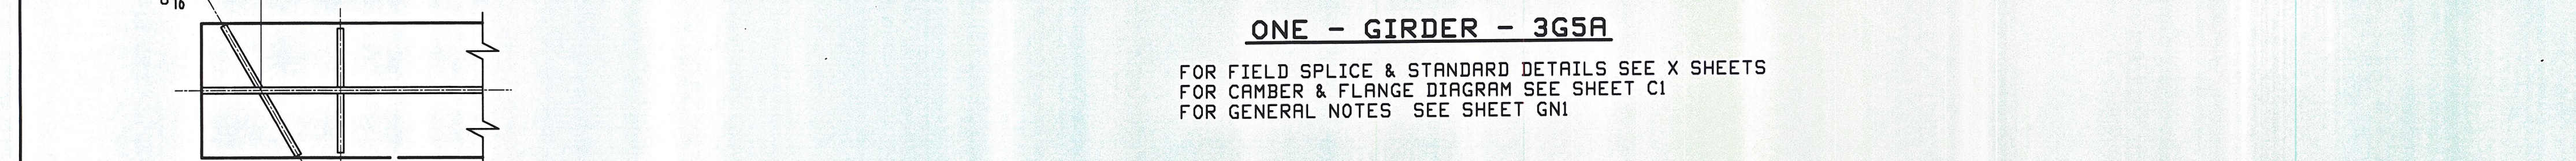 16
ONE - GIRDER - 3G5A
FOR FIELD SPLICE & STANDARD DETAILS SEE X SHEETS
FOR CAMBER & FLANGE DIAGRAM SEE SHEET C1
FOR GENERAL NOTES SEE SHEET GN1